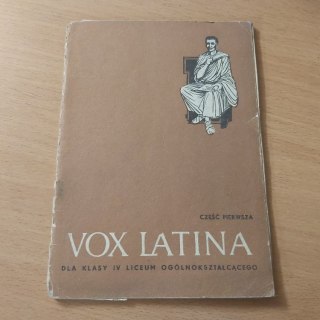 CZĘŚĆ PIERWSZA
VOX LATINA
DLA KLASY IV LICEUM OGÓLNOKSZTAŁCĄCEGO